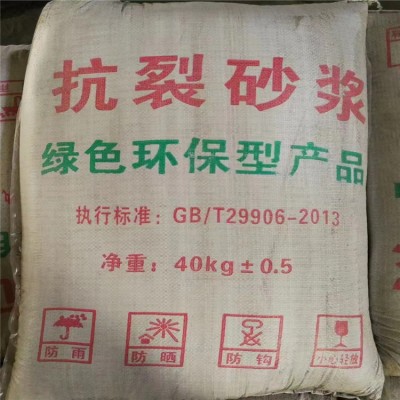 抗裂砂浆
绿色环保型产品
执行标准：GB/T29906-2013
净重：40kg±0.5
防雨 防晒 防钩 小心轻放